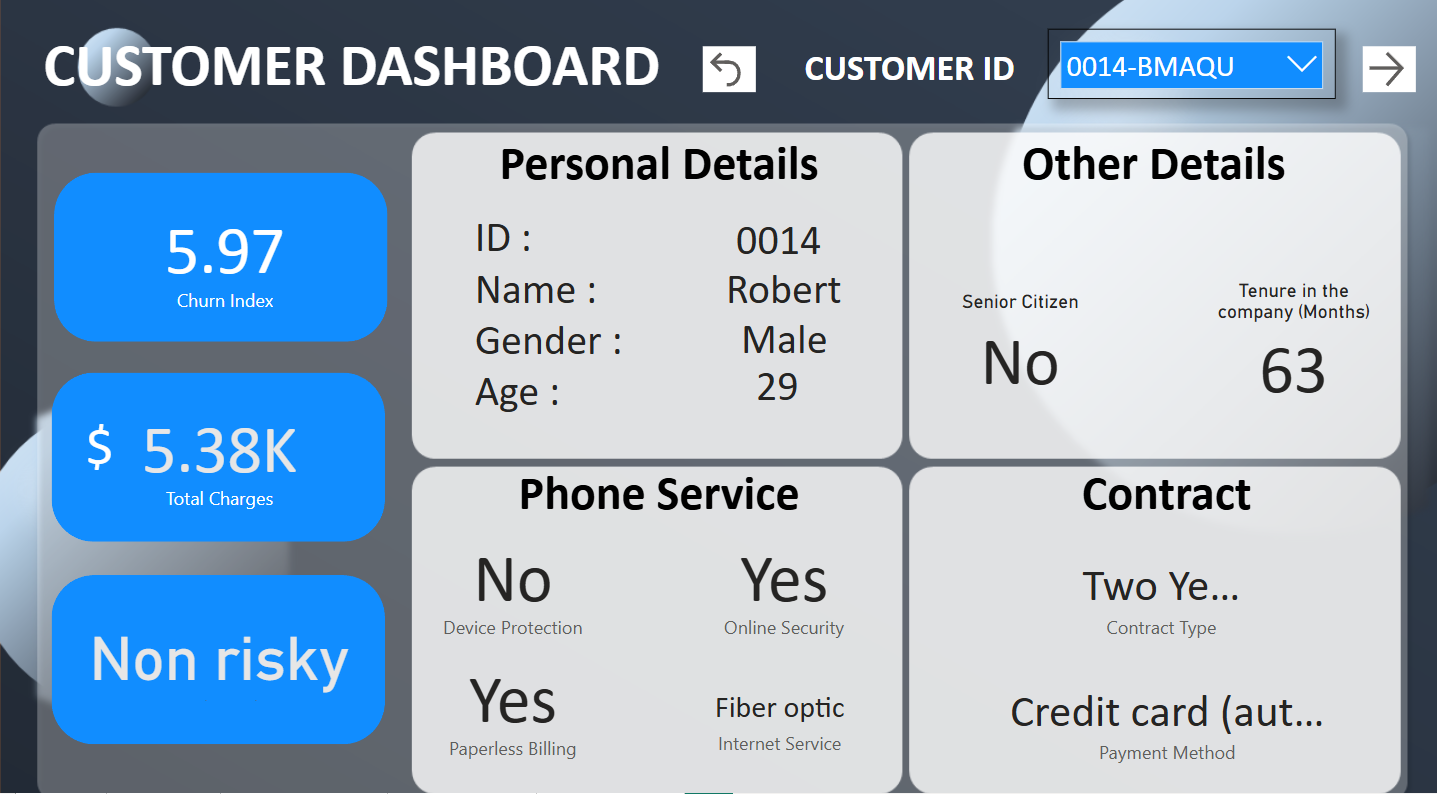 CUSTOMER DASHBOARD
CUSTOMER ID
0014-BMAQU
5.97
Churn Index
$ 5.38K
Total Charges
Non risky
Personal Details
ID : 0014
Name : Robert
Gender : Male
Age : 29
Other Details
Senior Citizen
No
Tenure in the
company (Months)
63
Phone Service
No
Device Protection
Yes
Online Security
Yes
Paperless Billing
Fiber optic
Internet Service
Contract
Two Ye...
Contract Type
Credit card (aut...
Payment Method